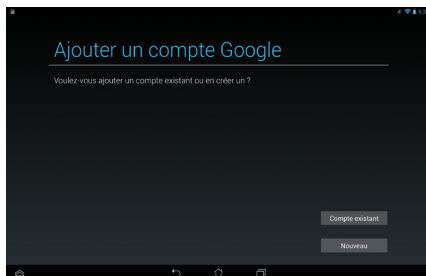 Ajouter un compte Google
Voulez-vous ajouter un compte existant ou en créer un ?
Compte existant
Nouveau